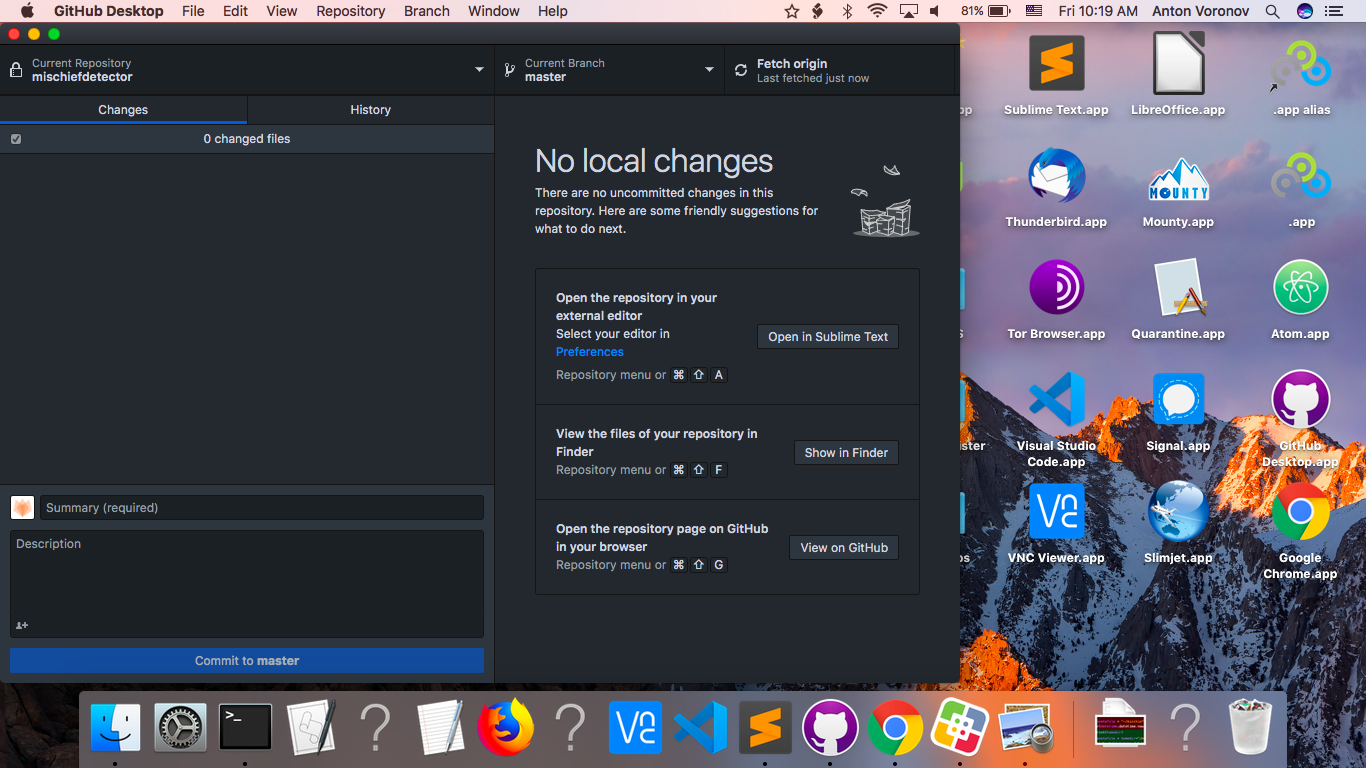 GitHub Desktop File Edit View Repository Branch Window Help 81% Fri 10:19 AM Anton Voronov
Current Repository
mischiefdetector
Current Branch
master
Fetch origin
Last fetched just now
Changes History
0 changed files
No local changes
There are no uncommitted changes in this
repository. Here are some friendly suggestions for
what to do next.
Open the repository in your
external editor
Select your editor in
Preferences
Repository menu or ⌘ ⇧ A
Open in Sublime Text
View the files of your repository in
Finder
Repository menu or ⌘ ⇧ F
Show in Finder
Open the repository page on GitHub
in your browser
Repository menu or ⌘ ⇧ G
View on GitHub
Summary (required)
Description
Commit to master
Sublime Text.app
LibreOffice.app
.app alias
Thunderbird.app
MOUNTY
Mounty.app
.app
Tor Browser.app
Quarantine.app
Atom.app
Visual Studio
Code.app
Signal.app
GitHub
Desktop.app
VNC Viewer.app
Slimjet.app
Google
Chrome.app